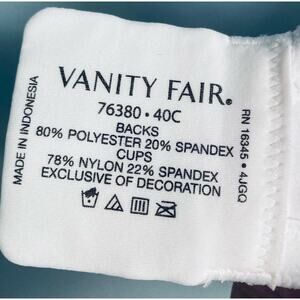 VANITY FAIR®
76380 • 40C
BACKS
80% POLYESTER 20% SPANDEX
CUPS
78% NYLON 22% SPANDEX
EXCLUSIVE OF DECORATION
MADE IN INDONESIA
RN 16345 • 4JGQ